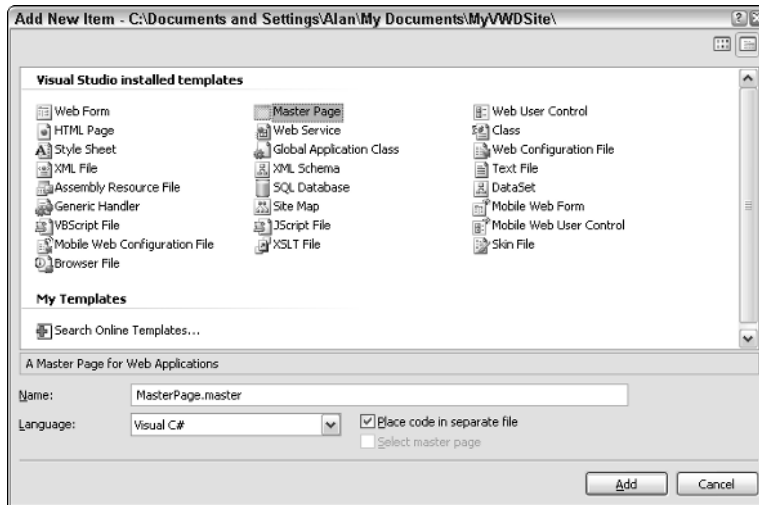 Add New Item - C:\Documents and Settings\Alan\My Documents\MyVWDSite\
Visual Studio installed templates
Web Form Master Page Web User Control
HTML Page Web Service Class
Style Sheet Global Application Class Web Configuration File
XML File XML Schema Text File
Assembly Resource File SQL Database DataSet
Generic Handler Site Map Mobile Web Form
VBScript File JScript File Mobile Web User Control
Mobile Web Configuration File XSLT File Skin File
Browser File
My Templates
Search Online Templates...
A Master Page for Web Applications
Name: MasterPage.master
Language: Visual C# Place code in separate file
Select master page
Add Cancel